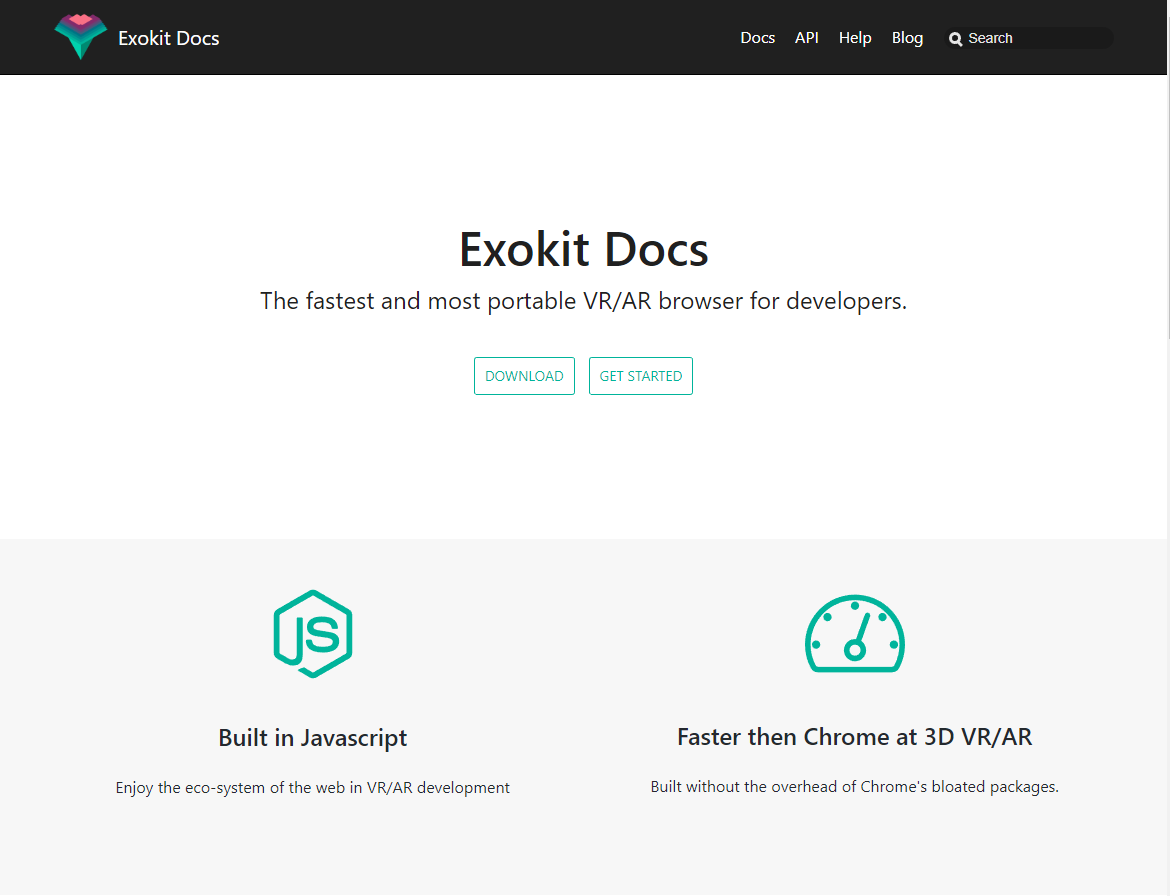 Exokit Docs
Docs API Help Blog Search
Exokit Docs
The fastest and most portable VR/AR browser for developers.
DOWNLOAD GET STARTED
JS
Built in Javascript
Enjoy the eco-system of the web in VR/AR development
Faster then Chrome at 3D VR/AR
Built without the overhead of Chrome's bloated packages.